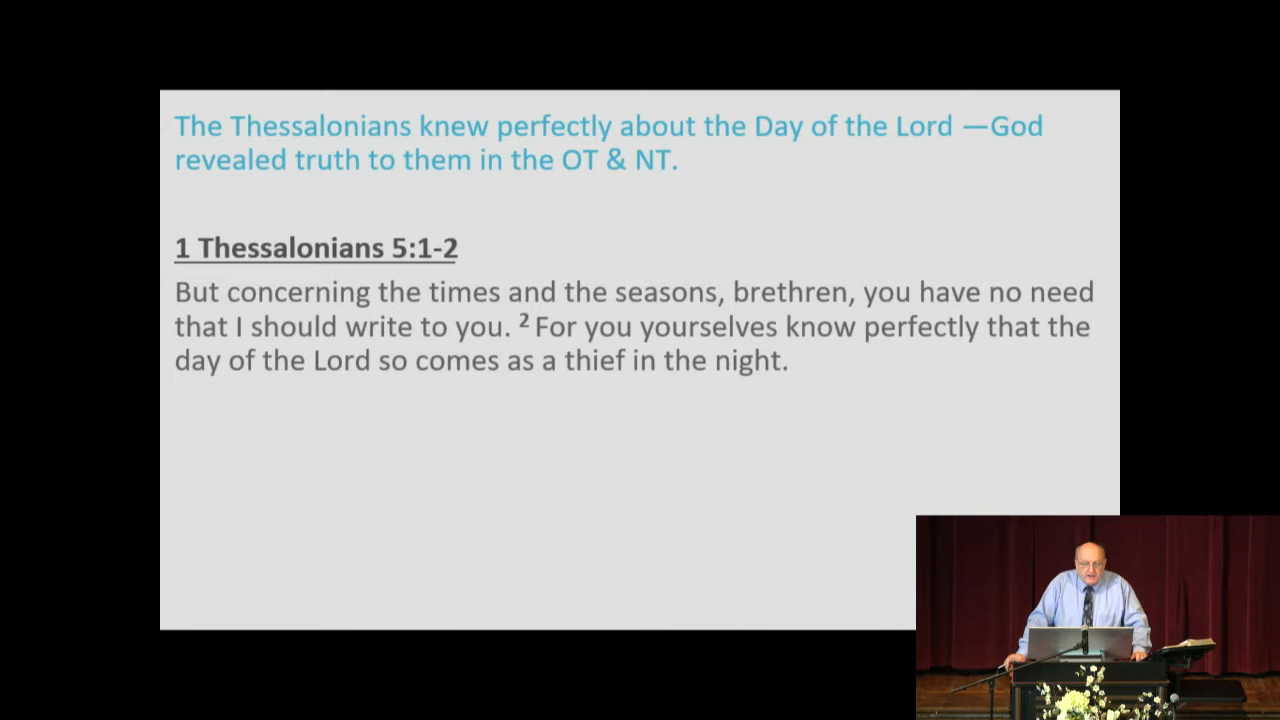 The Thessalonians knew perfectly about the Day of the Lord —God
revealed truth to them in the OT & NT.
1 Thessalonians 5:1-2
But concerning the times and the seasons, brethren, you have no need
that I should write to you. 2 For you yourselves know perfectly that the
day of the Lord so comes as a thief in the night.